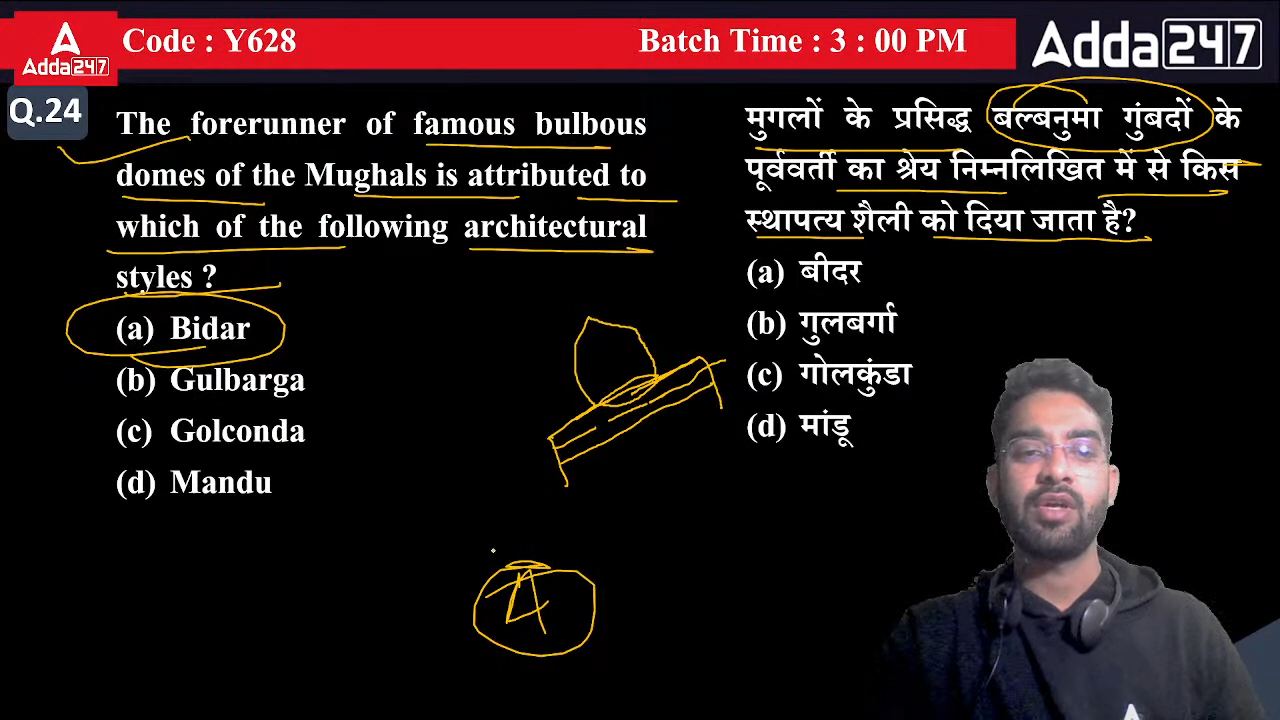 Code : Y628
Batch Time : 3 : 00 PM
Adda247
Adda247
Q.24
The forerunner of famous bulbous
domes of the Mughals is attributed to
which of the following architectural
styles ?
(a) Bidar
(b) Gulbarga
(c) Golconda
(d) Mandu
मुगलों के प्रसिद्ध बल्बनुमा गुंबदों के
पूर्ववर्ती का श्रेय निम्नलिखित में से किस
स्थापत्य शैली को दिया जाता है?
(a) बीदर
(b) गुलबर्गा
(c) गोलकुंडा
(d) मांडू